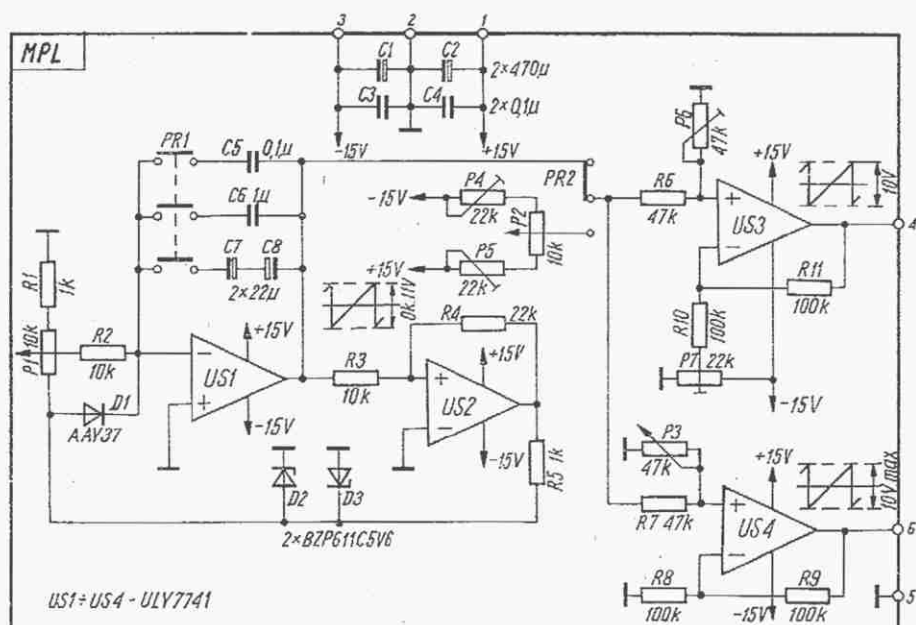 3 2 1
MPL
C1 C2
2×470µ
C3 C4
2×0,1µ
-15V +15V
PR1
C5 0,1µ
C6 1µ
C7 C8
2×22µ
PR2
-15V P4
22k
P2 10k
+15V P5
22k
P6 47k
R6
47k
+15V
10V
US3
4
R11
100k
R10 100k
P7 22k
-15V
R1 1k
P1 10k
R2
10k
+15V
US1
-15V
D1
AAY37
0k.11V
R4 22k
R3
10k
+15V
US2
-15V
R5 1k
D2 D3
2×BZP611C5V6
P3
47k
R7 47k
+15V
10V max
US4
6
R8
100k
R9
100k
-15V
5
US1÷US4 - ULY7741